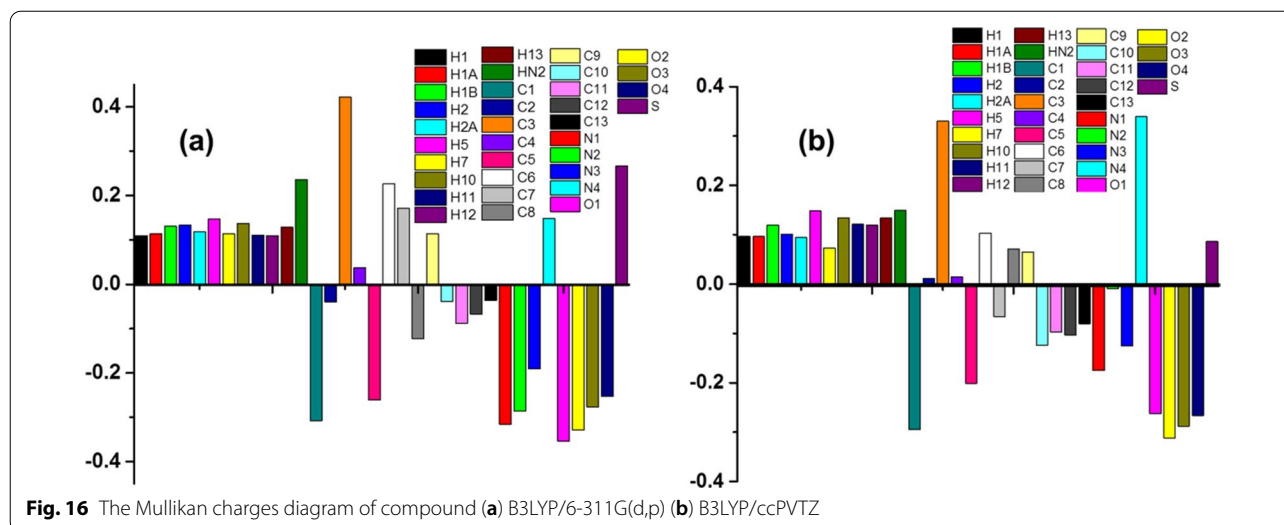 (a)
0.4
0.2
0.0
-0.2
-0.4
H1 H13 C9 O2
H1A HN2 C10 O3
H1B C1 C11 O4
H2 C2 C12 S
H2A C3 C13
H5 C4 N1
H7 C5 N2
H10 C6 N3
H11 C7 N4
H12 C8 O1
(b)
0.4
0.2
0.0
-0.2
-0.4
H1 H13 C9 O2
H1A HN2 C10 O3
H1B C1 C11 O4
H2 C2 C12 S
H2A C3 C13
H5 C4 N1
H7 C5 N2
H10 C6 N3
H11 C7 N4
H12 C8 O1
Fig. 16 The Mullikan charges diagram of compound (a) B3LYP/6-311G(d,p) (b) B3LYP/ccPVTZ